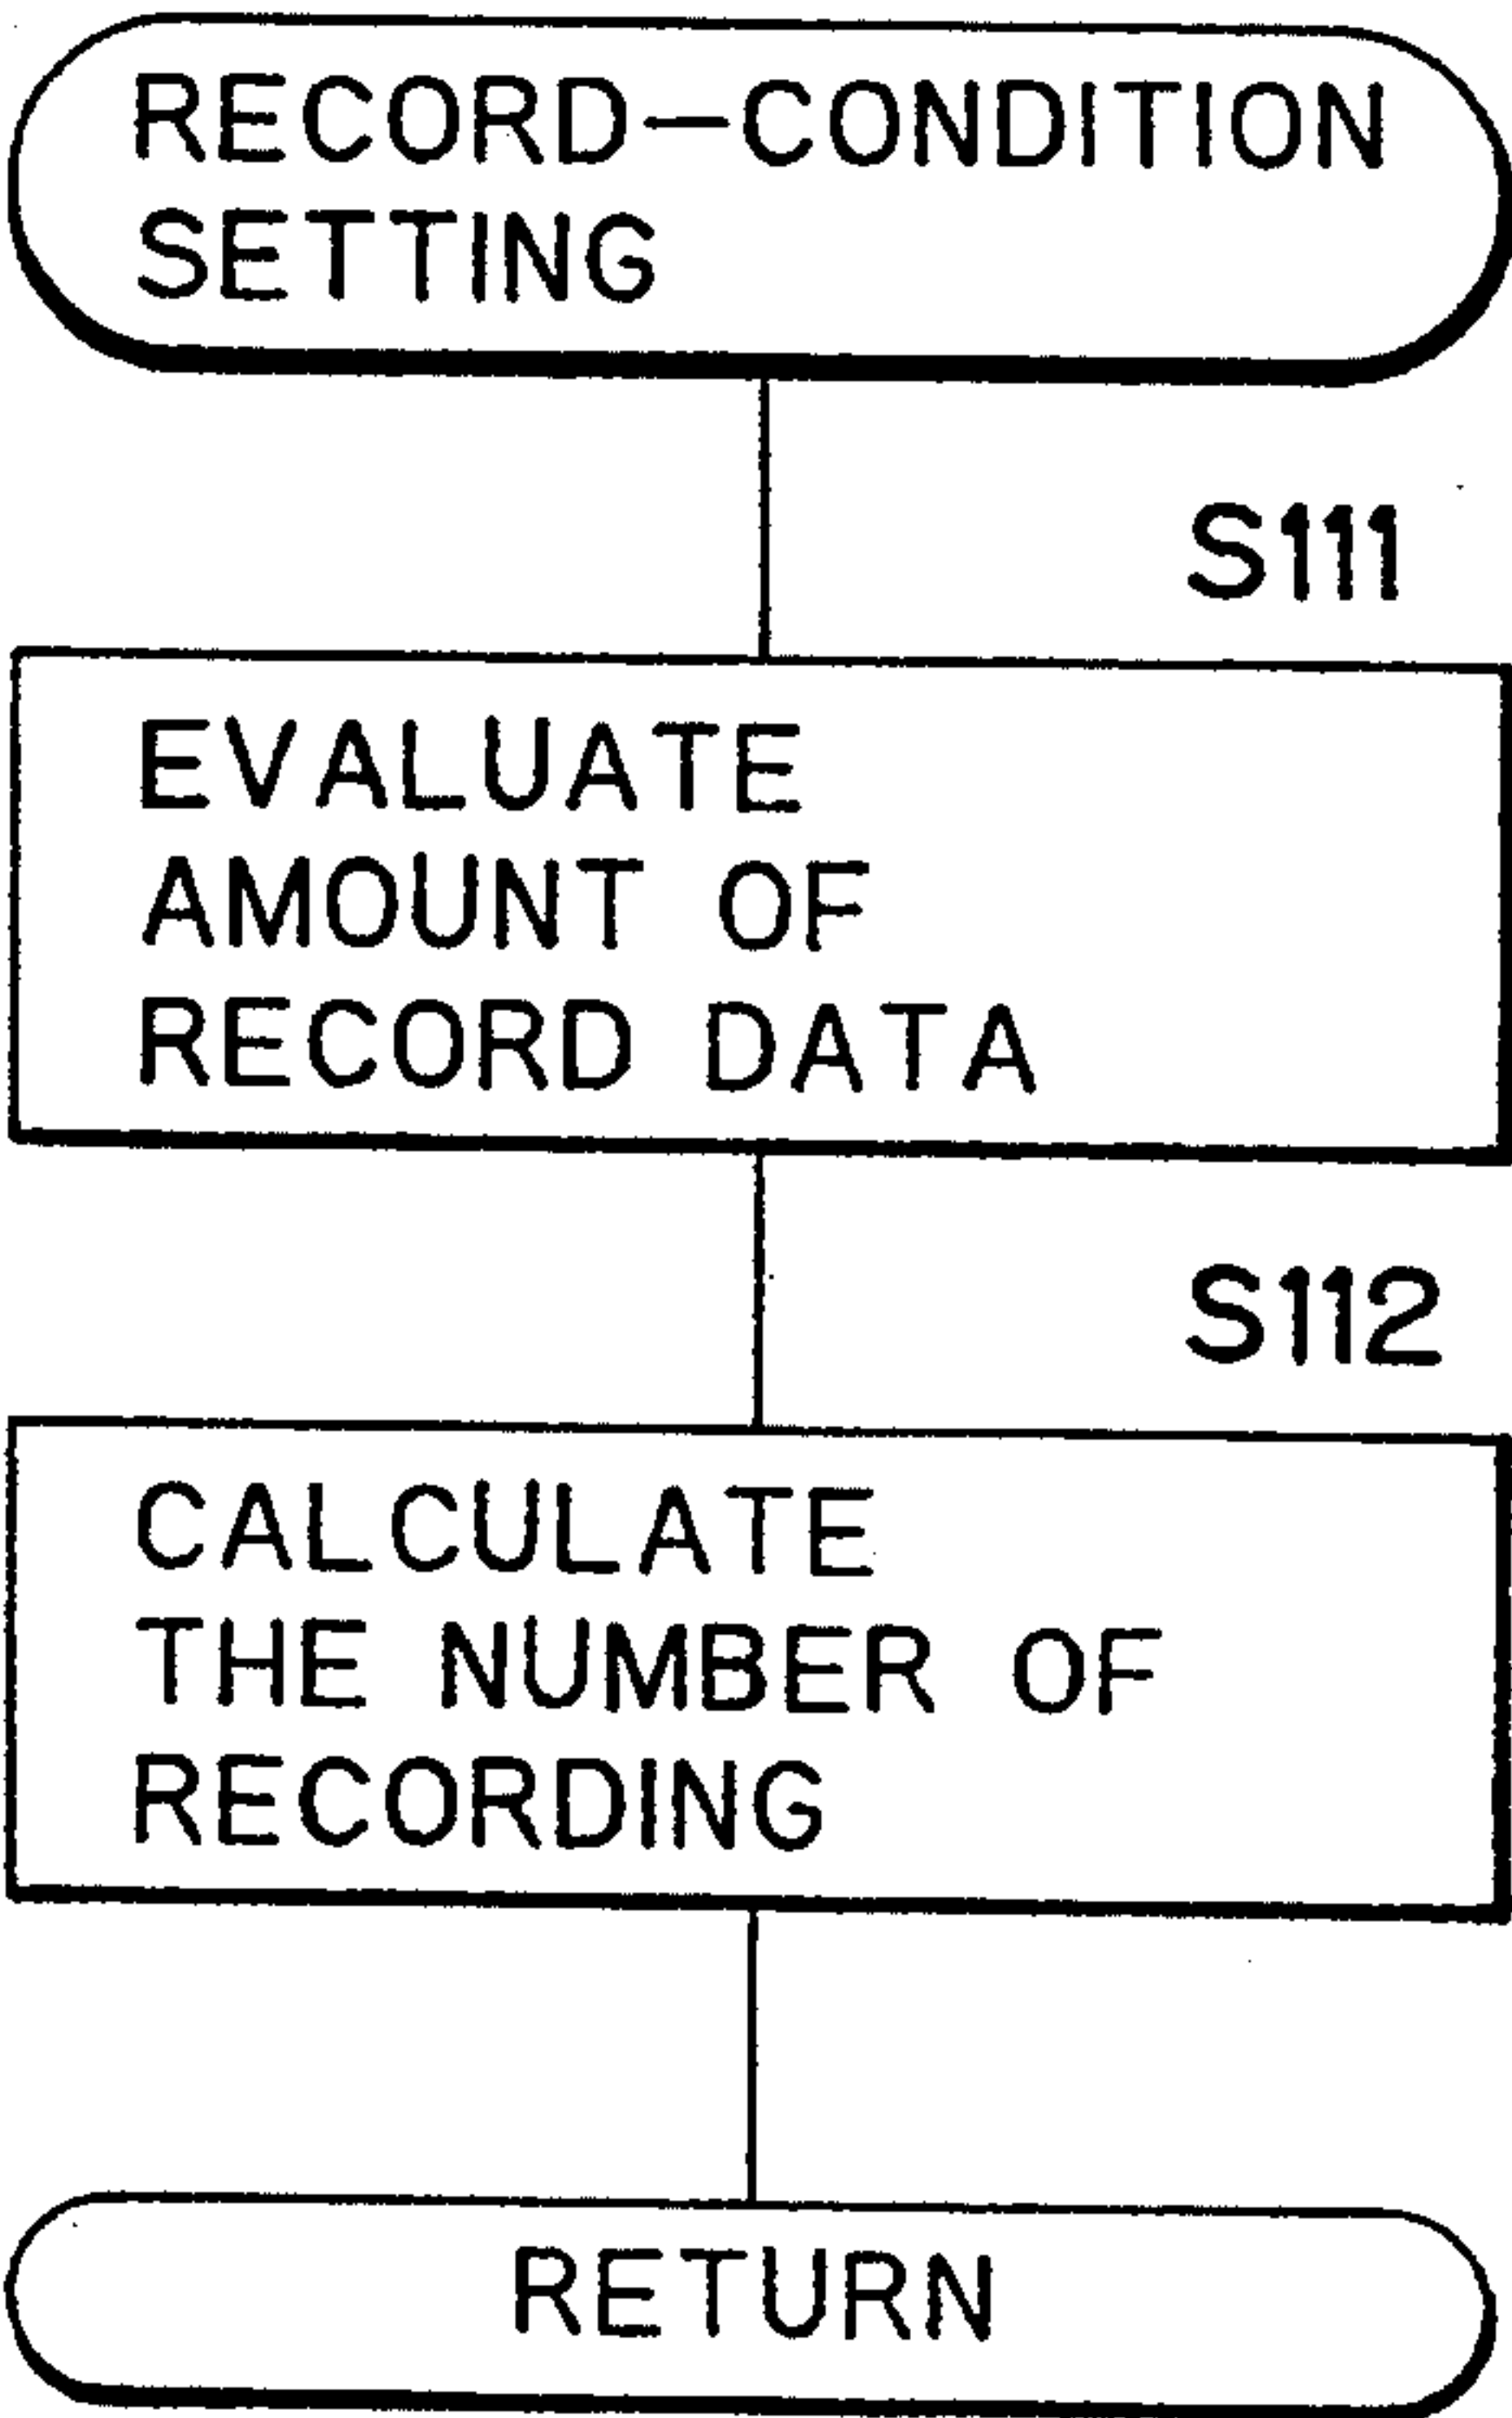 RECORD-CONDITION
SETTING
S111
EVALUATE
AMOUNT OF
RECORD DATA
S112
CALCULATE
THE NUMBER OF
RECORDING
RETURN